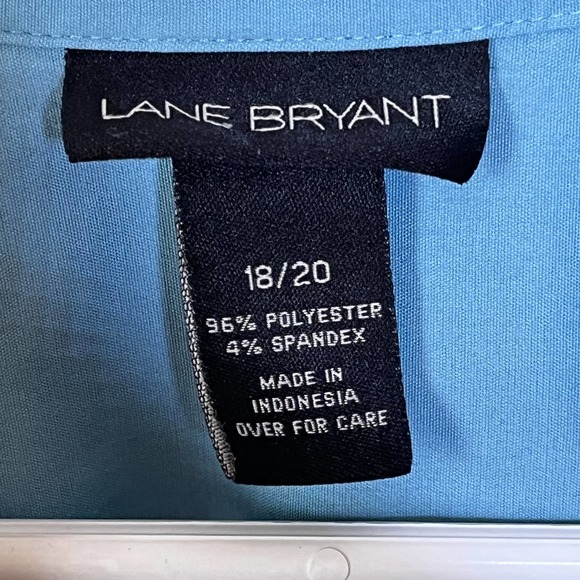 LANE BRYANT
18/20
96% POLYESTER
4% SPANDEX
MADE IN
INDONESIA
OVER FOR CARE